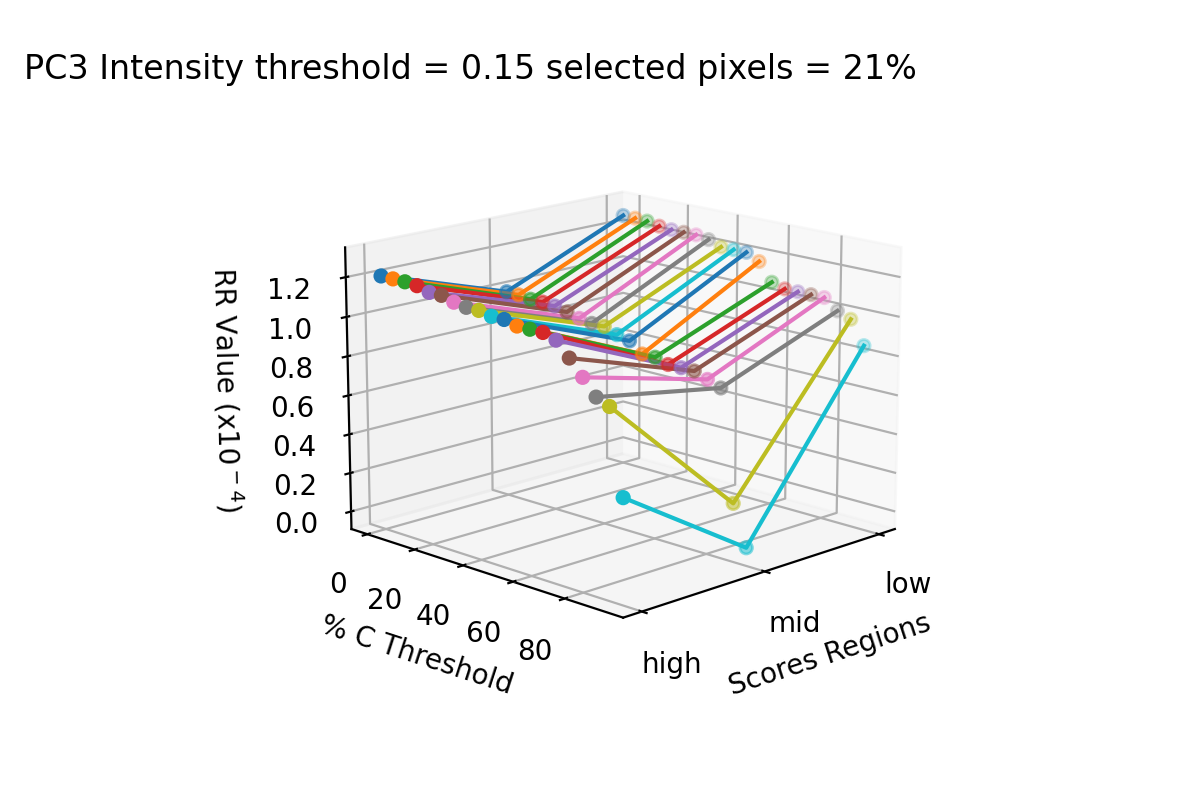 PC3 Intensity threshold = 0.15 selected pixels = 21%
RR Value (x10⁻⁴)
1.2
1.0
0.8
0.6
0.4
0.2
0.0
0
20
40
60
80
% C Threshold
high
mid
low
Scores Regions